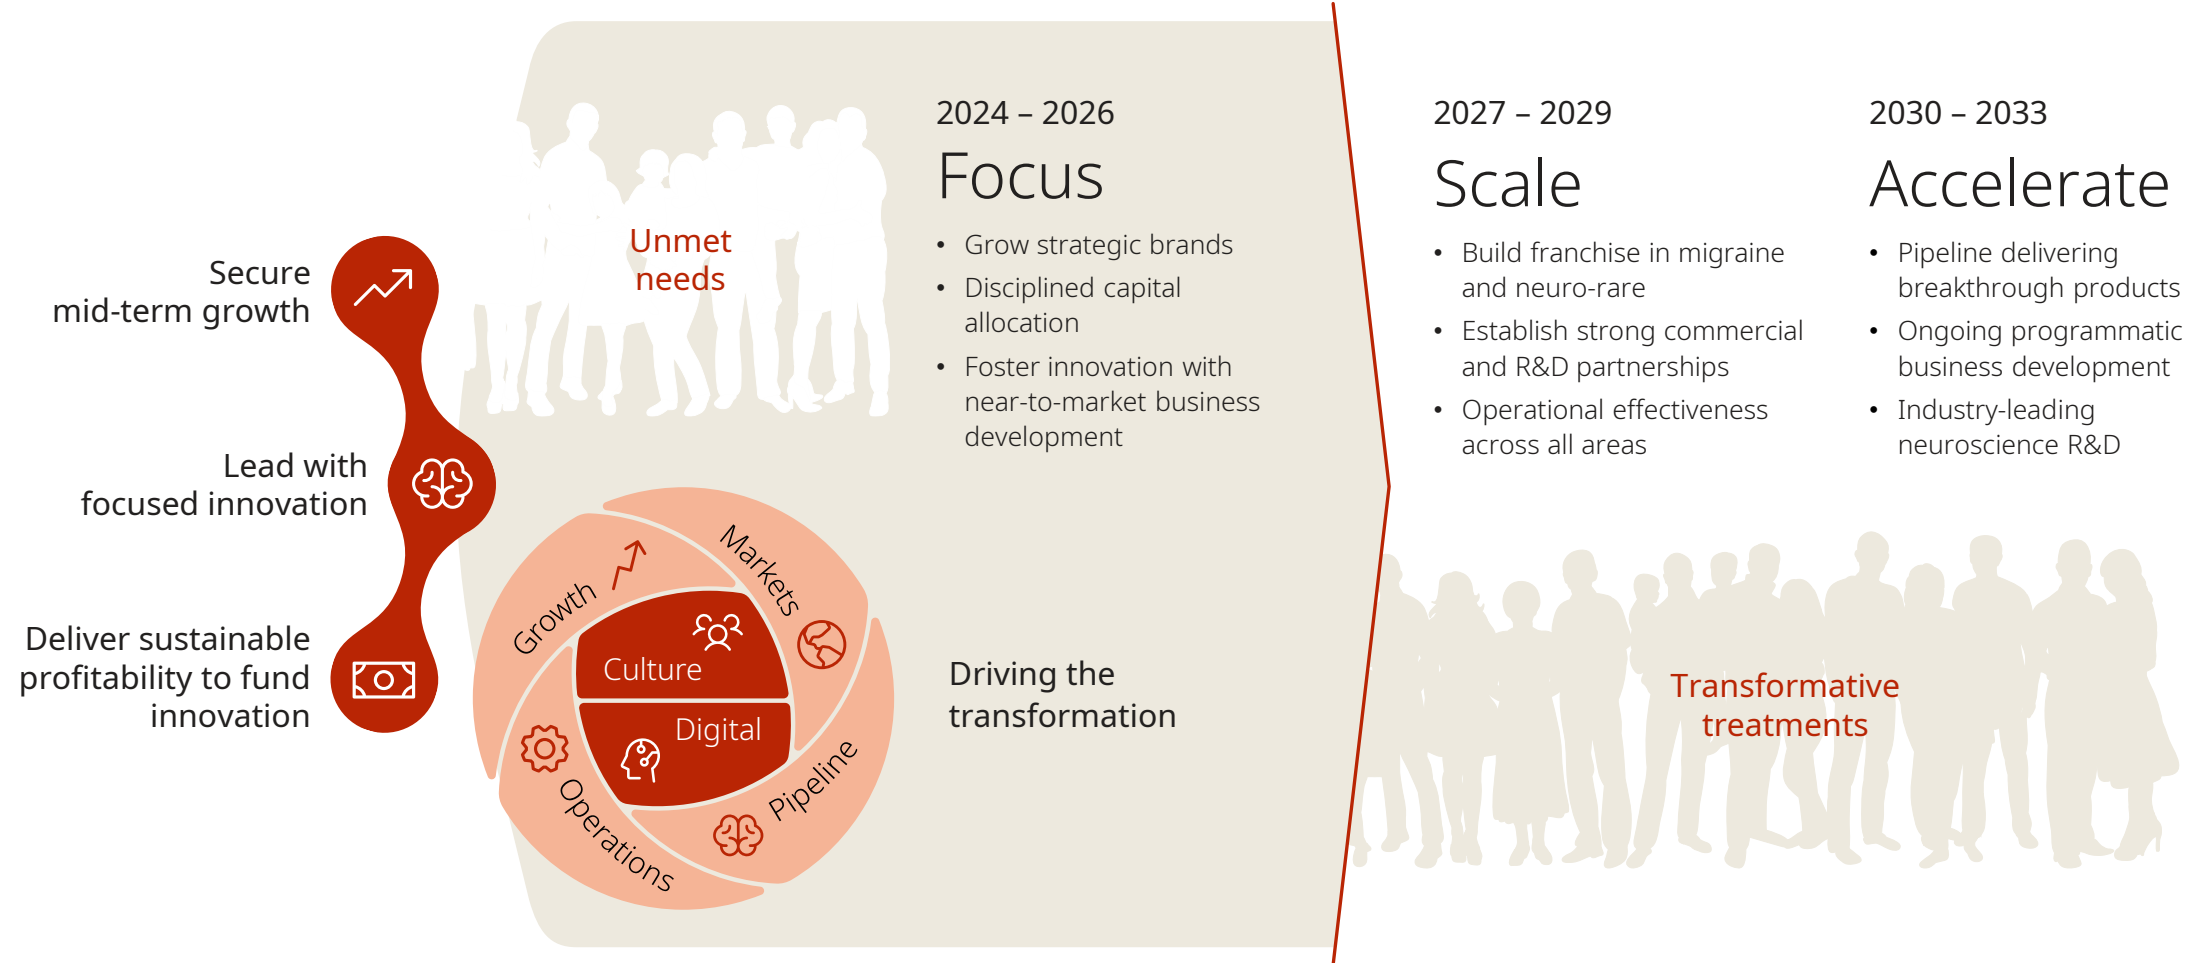 Secure
mid-term growth
Lead with
focused innovation
Deliver sustainable
profitability to fund
innovation
Unmet
needs
2024 – 2026
Focus
• Grow strategic brands
• Disciplined capital
allocation
• Foster innovation with
near-to-market business
development
Growth
Markets
Culture
Digital
Operations
Pipeline
Driving the
transformation
2027 – 2029
Scale
• Build franchise in migraine
and neuro-rare
• Establish strong commercial
and R&D partnerships
• Operational effectiveness
across all areas
2030 – 2033
Accelerate
• Pipeline delivering
breakthrough products
• Ongoing programmatic
business development
• Industry-leading
neuroscience R&D
Transformative
treatments